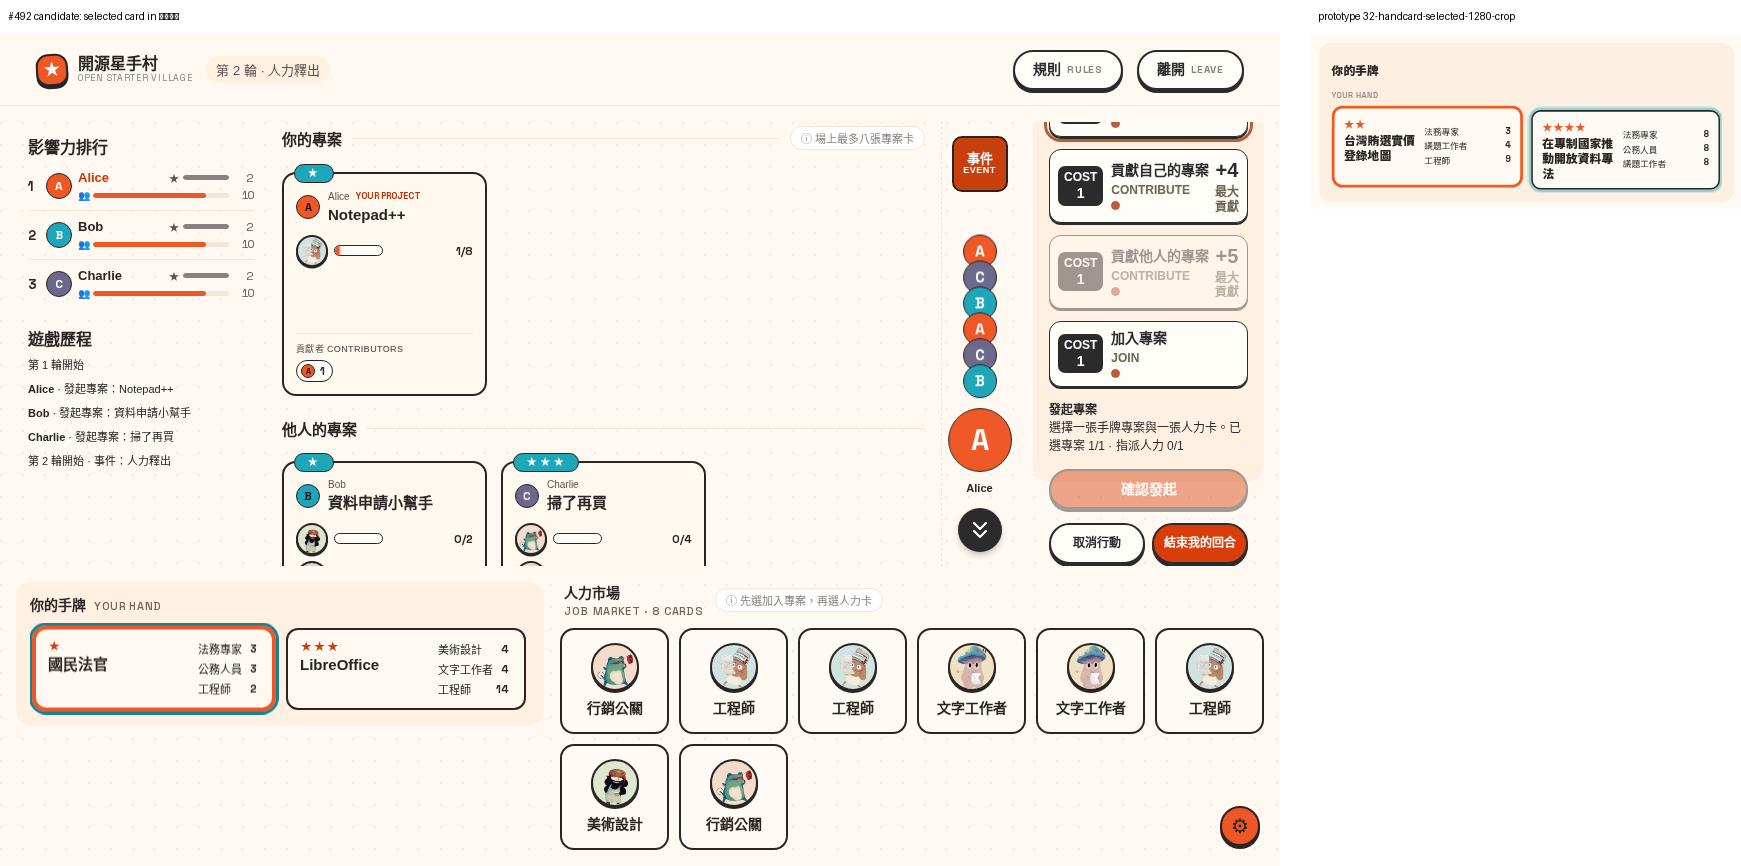 #492 candidate: selected card in
prototype 32-handcard-selected-1280-crop
開源星手村
OPEN STARTER VILLAGE
第 2 輪 · 人力釋出
規則 RULES
離開 LEAVE
影響力排行
1 A Alice ★ 2
10
2 B Bob ★ 2
10
3 C Charlie ★ 2
10
遊戲歷程
第 1 輪開始
Alice · 發起專案：Notepad++
Bob · 發起專案：資料申請小幫手
Charlie · 發起專案：掃了再買
第 2 輪開始 · 事件：人力釋出
你的專案
ⓘ 場上最多八張專案卡
★
A Alice YOUR PROJECT
Notepad++
1/8
貢獻者 CONTRIBUTORS
A 1
他人的專案
★
B Bob
資料申請小幫手
0/2
★★★
C Charlie
掃了再買
0/4
事件
EVENT
A
C
B
A
C
B
A
Alice
COST 1
貢獻自己的專案 +4
CONTRIBUTE 最大貢獻
COST 1
貢獻他人的專案 +5
CONTRIBUTE 最大貢獻
COST 1
加入專案
JOIN
發起專案
選擇一張手牌專案與一張人力卡。已
選專案 1/1 · 指派人力 0/1
確認發起
取消行動
結束我的回合
你的手牌 YOUR HAND
★
國民法官
法務專家 3
公務人員 3
工程師 2
★★★
LibreOffice
美術設計 4
文字工作者 4
工程師 14
人力市場
JOB MARKET · 8 CARDS
ⓘ 先選加入專案，再選人力卡
行銷公關
工程師
工程師
文字工作者
文字工作者
工程師
美術設計
行銷公關
你的手牌
YOUR HAND
★★
台灣賄選實價
登錄地圖
法務專家 3
議題工作者 4
工程師 9
★★★★
在專制國家推
動開放資料專
法
法務專家 8
公務人員 8
議題工作者 8